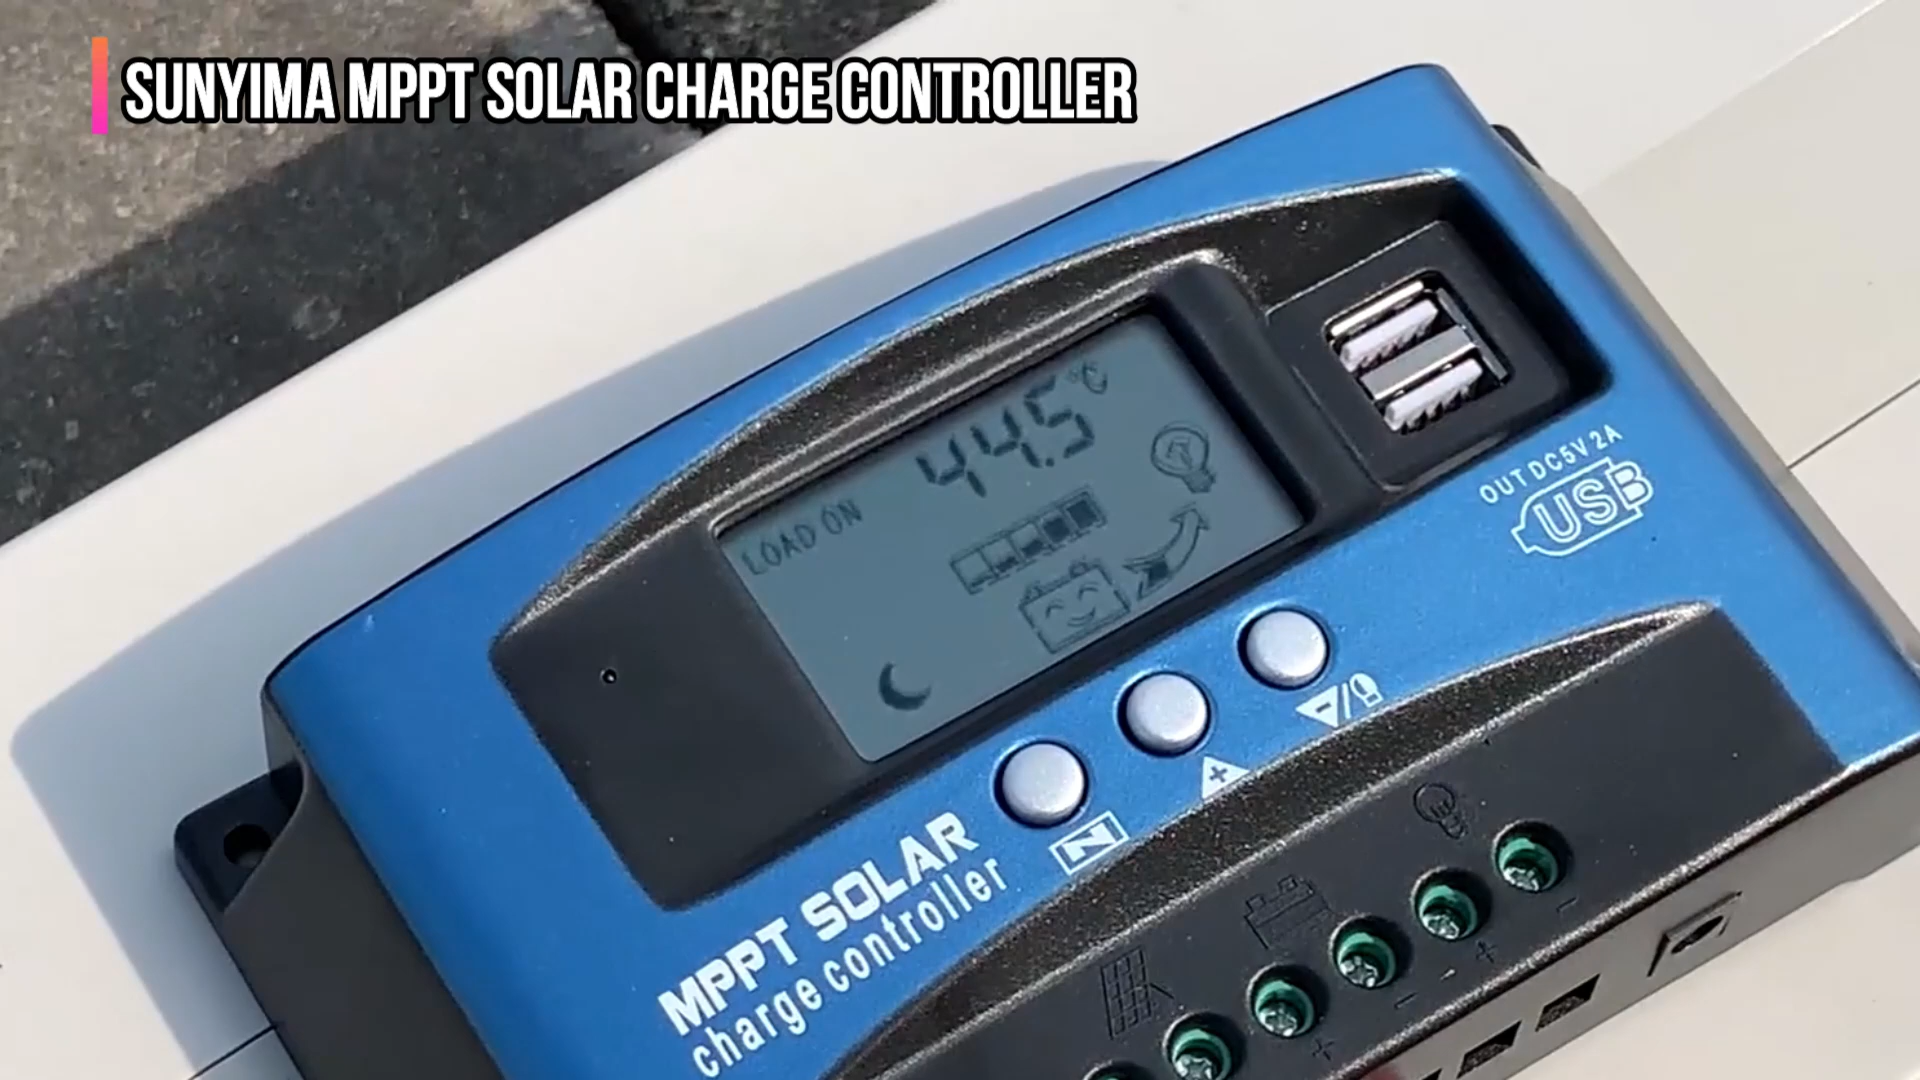 SUNYIMA MPPT SOLAR CHARGE CONTROLLER
44.5 °C
LOAD ON
OUT DC5V 2A
USB
MPPT SOLAR
charge controller